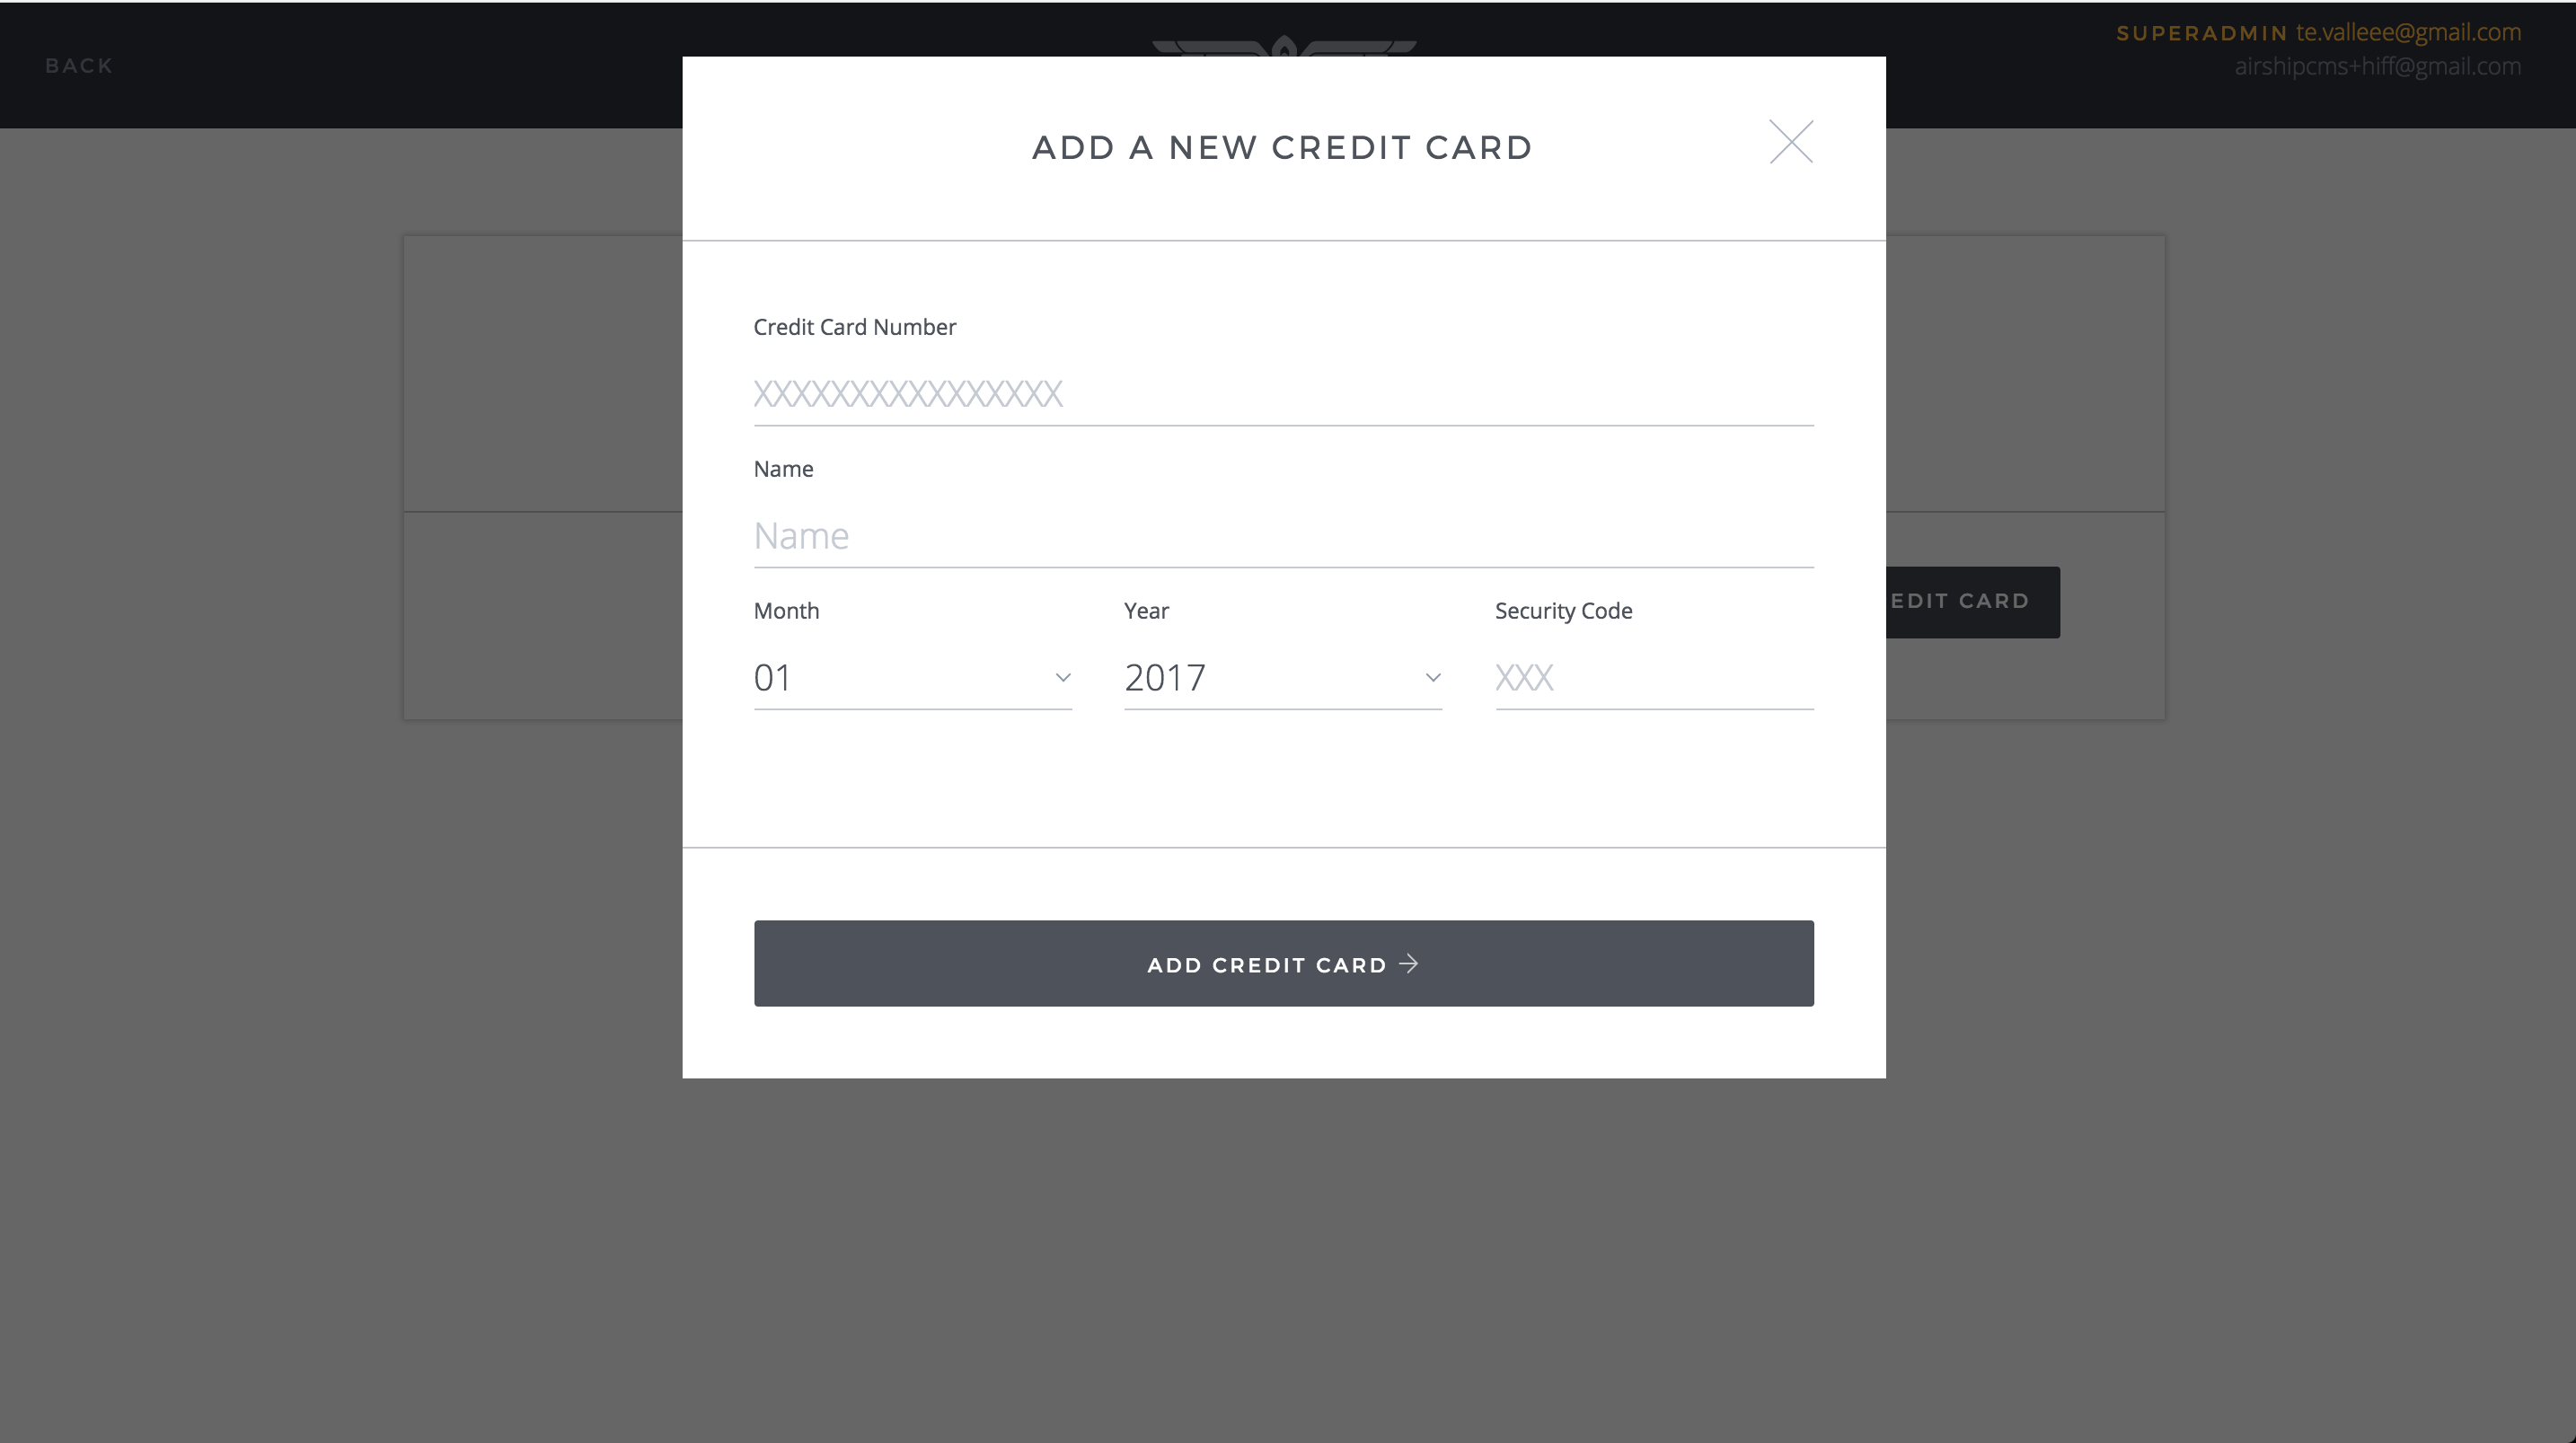 BACK
SUPERADMIN te.valleee@gmail.com
airshipcms+hiff@gmail.com
ADD A NEW CREDIT CARD
Credit Card Number
XXXXXXXXXXXXXXXX
Name
Name
Month Year Security Code
01 2017 XXX
EDIT CARD
ADD CREDIT CARD